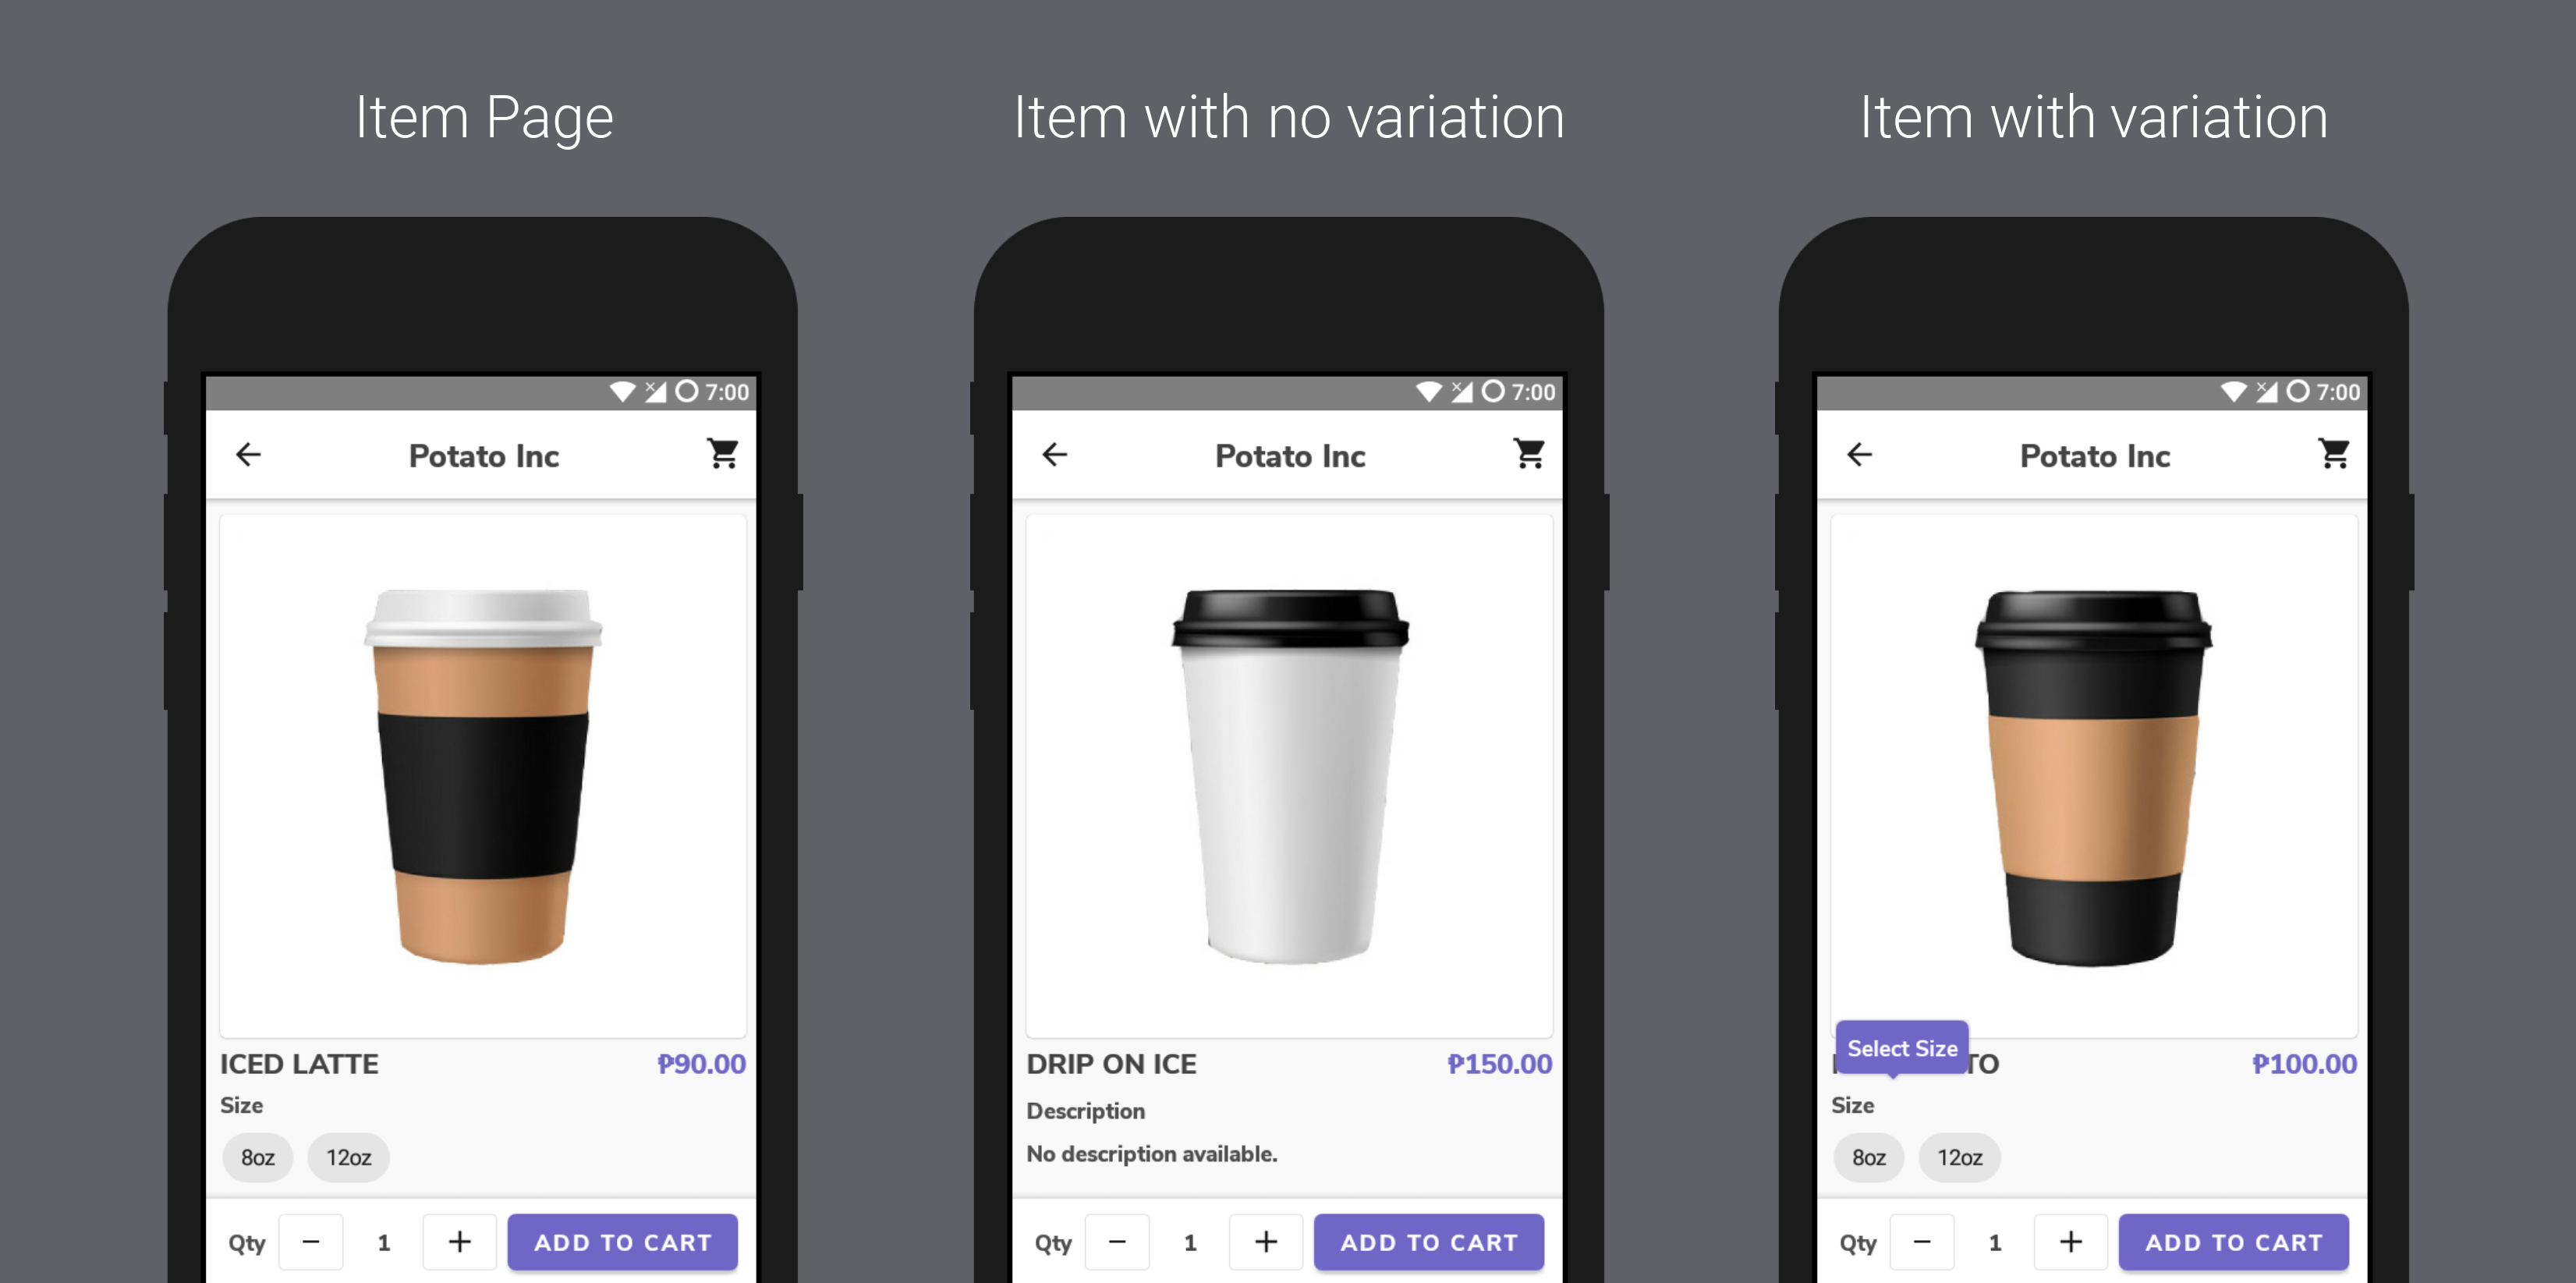 Item Page
Item with no variation
Item with variation
7:00
Potato Inc
ICED LATTE
₱90.00
Size
8oz
12oz
Qty
−
1
+
ADD TO CART
7:00
Potato Inc
DRIP ON ICE
₱150.00
Description
No description available.
Qty
−
1
+
ADD TO CART
7:00
Potato Inc
Select Size
₱100.00
Size
8oz
12oz
Qty
−
1
+
ADD TO CART